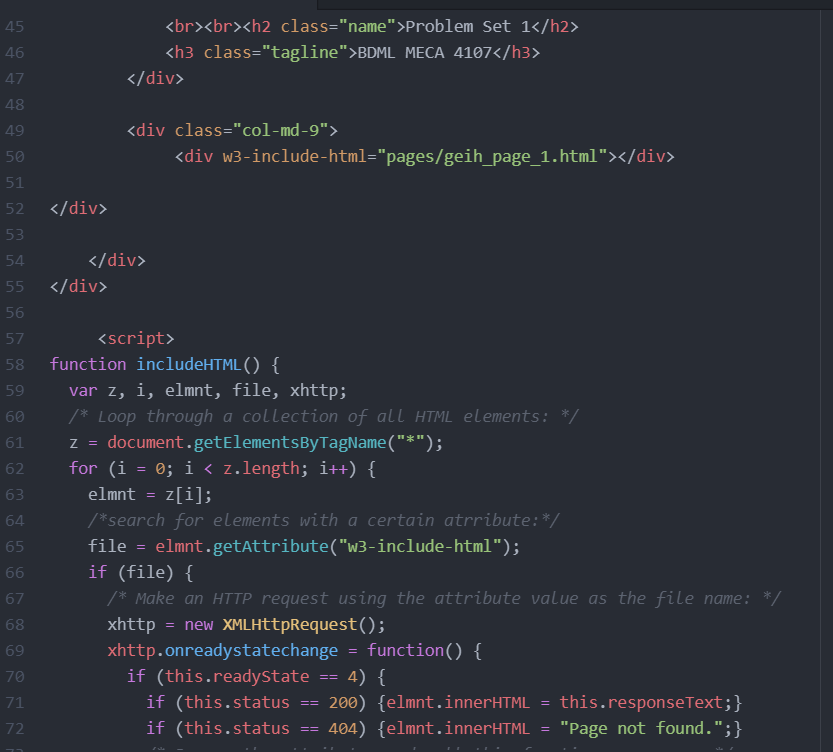 45 <br><br><h2 class="name">Problem Set 1</h2>
46 <h3 class="tagline">BDML MECA 4107</h3>
47 </div>
48
49 <div class="col-md-9">
50 <div w3-include-html="pages/geih_page_1.html"></div>
51
52 </div>
53
54 </div>
55 </div>
56
57 <script>
58 function includeHTML() {
59 var z, i, elmnt, file, xhttp;
60 /* Loop through a collection of all HTML elements: */
61 z = document.getElementsByTagName("*");
62 for (i = 0; i < z.length; i++) {
63 elmnt = z[i];
64 /*search for elements with a certain atrribute:*/
65 file = elmnt.getAttribute("w3-include-html");
66 if (file) {
67 /* Make an HTTP request using the attribute value as the file name: */
68 xhttp = new XMLHttpRequest();
69 xhttp.onreadystatechange = function() {
70 if (this.readyState == 4) {
71 if (this.status == 200) {elmnt.innerHTML = this.responseText;}
72 if (this.status == 404) {elmnt.innerHTML = "Page not found.";}